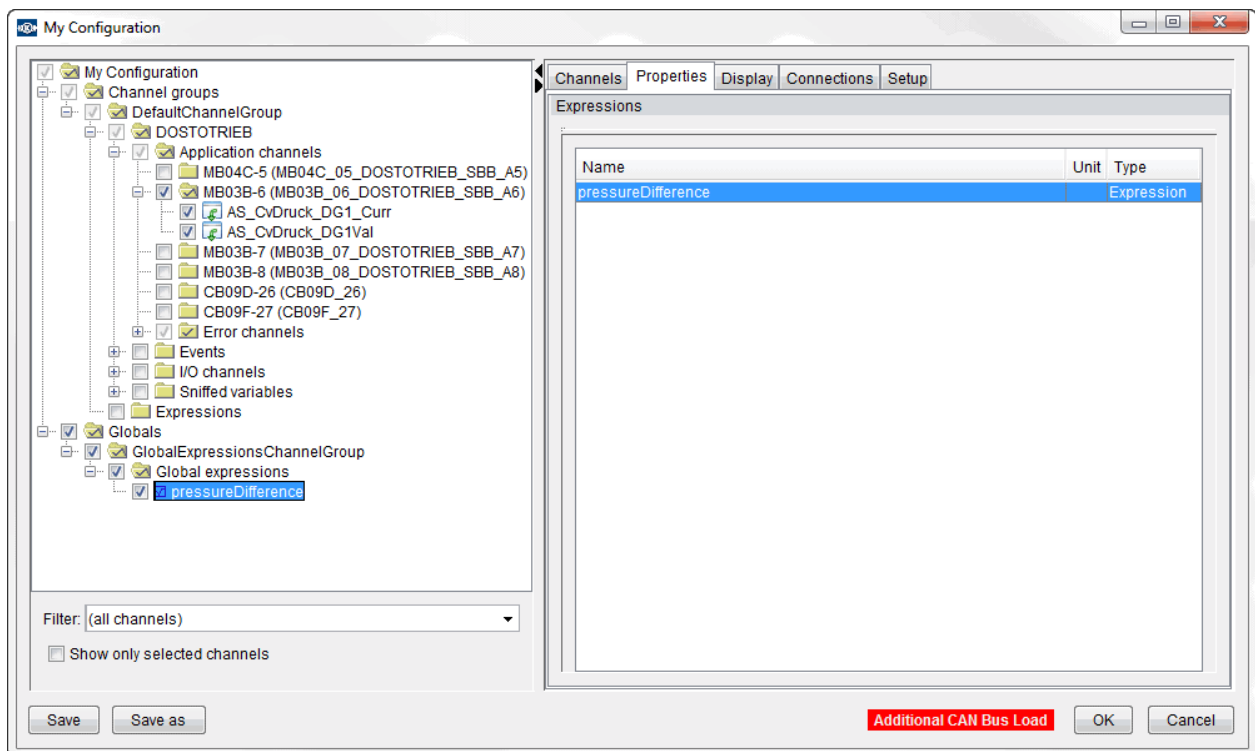 My Configuration
My Configuration
Channel groups
DefaultChannelGroup
DOSTOTRIEB
Application channels
MB04C-5 (MB04C_05_DOSTOTRIEB_SBB_A5)
MB03B-6 (MB03B_06_DOSTOTRIEB_SBB_A6)
AS_CvDruck_DG1_Curr
AS_CvDruck_DG1Val
MB03B-7 (MB03B_07_DOSTOTRIEB_SBB_A7)
MB03B-8 (MB03B_08_DOSTOTRIEB_SBB_A8)
CB09D-26 (CB09D_26)
CB09F-27 (CB09F_27)
Error channels
Events
I/O channels
Sniffed variables
Expressions
Globals
GlobalExpressionsChannelGroup
Global expressions
pressureDifference
Filter: (all channels)
Show only selected channels
Channels Properties Display Connections Setup
Expressions
Name Unit Type
pressureDifference Expression
Save Save as Additional CAN Bus Load OK Cancel